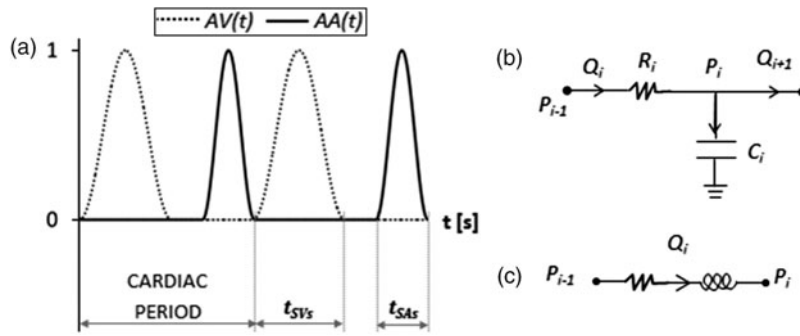 AV(t) AA(t)
(a)
1
0
t [s]
CARDIAC
PERIOD
tSVs
tSAs
(b)
Qi
Ri
Pi
Qi+1
Pi-1
Ci
(c)
Qi
Pi-1
Pi